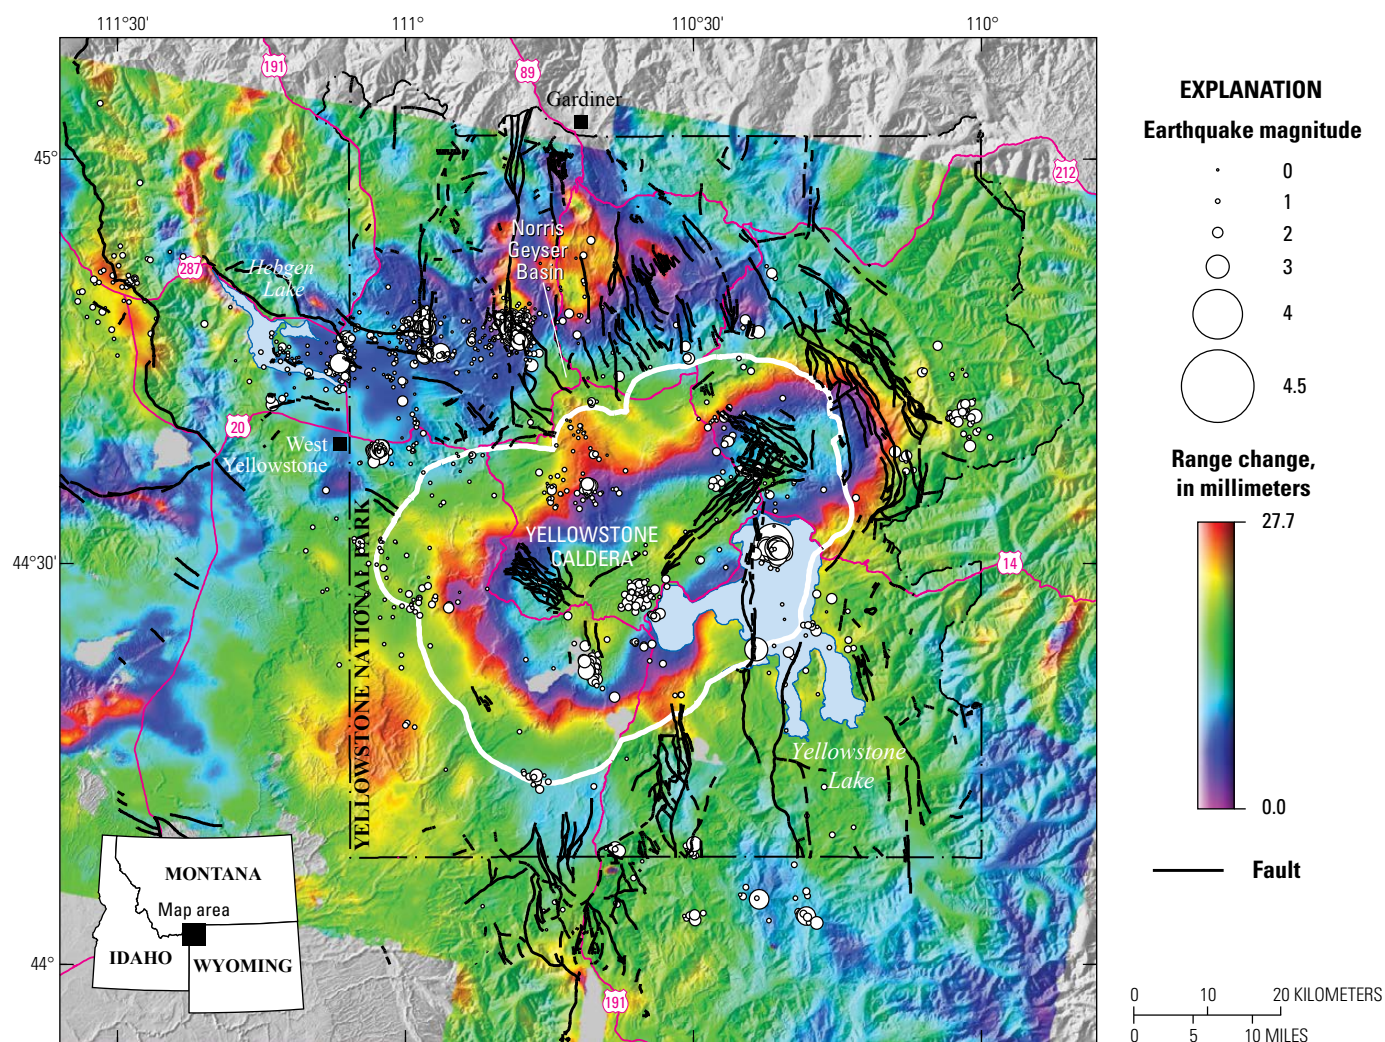 111°30'
111°
110°30'
110°
191
89
Gardiner
45°
212
Norris
Geyser
Basin
287
Hebgen
Lake
20
West
Yellowstone
YELLOWSTONE
CALDERA
44°30'
14
YELLOWSTONE NATIONAL PARK
Yellowstone
Lake
MONTANA
Map area
IDAHO
WYOMING
44°
191
EXPLANATION
Earthquake magnitude
0
1
2
3
4
4.5
Range change,
in millimeters
27.7
0.0
Fault
0 10 20 KILOMETERS
0 5 10 MILES